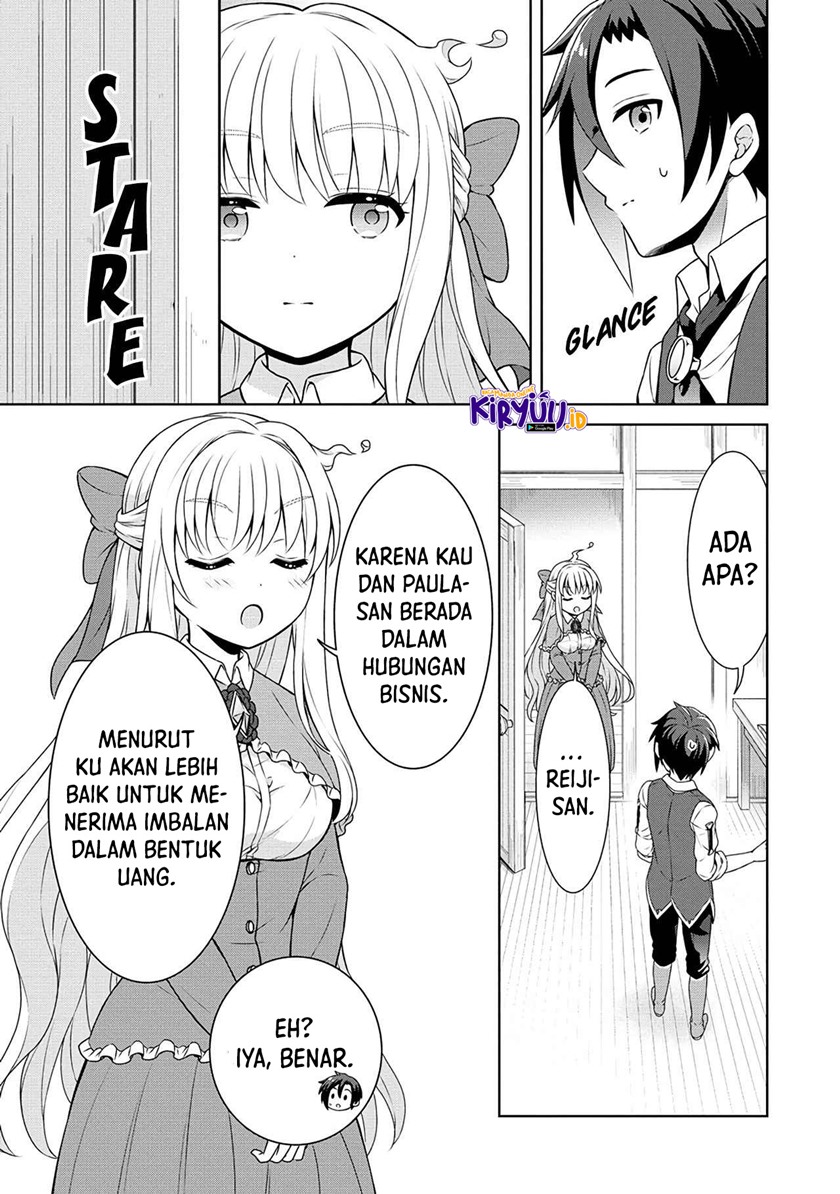 GLANCE
STARE
ADA
APA?
...
REIJI-
SAN.
KARENA KAU
DAN PAULA-
SAN BERADA
DALAM
HUBUNGAN
BISNIS.
MENURUT
KU AKAN LEBIH
BAIK UNTUK ME-
NERIMA IMBALAN
DALAM BENTUK
UANG.
EH?
IYA, BENAR.
KIRYUU.ID